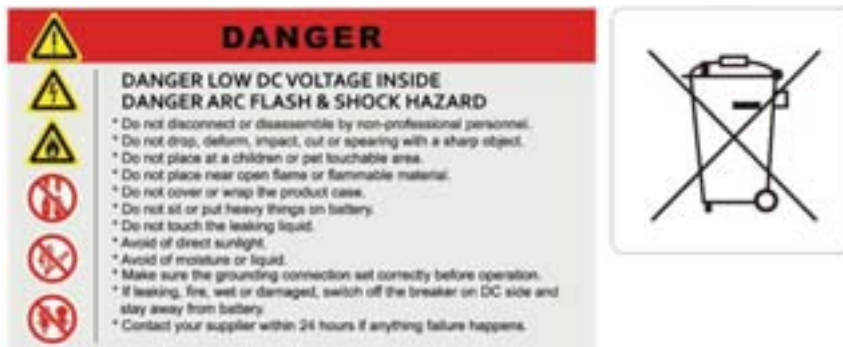 DANGER
DANGER LOW DC VOLTAGE INSIDE
DANGER ARC FLASH & SHOCK HAZARD
* Do not disconnect or disassemble by non-professional personnel.
* Do not drop, deform, impact, cut or spearing with a sharp object.
* Do not place at a children or pet touchable area.
* Do not place near open flame or flammable material.
* Do not cover or wrap the product case.
* Do not sit or put heavy things on battery.
* Do not touch the leaking liquid.
* Avoid of direct sunlight.
* Avoid of moisture or liquid.
* Make sure the grounding connection set correctly before operation.
* If leaking, fire, wet or damaged, switch off the breaker on DC side and
stay away from battery.
* Contact your supplier within 24 hours if anything failure happens.